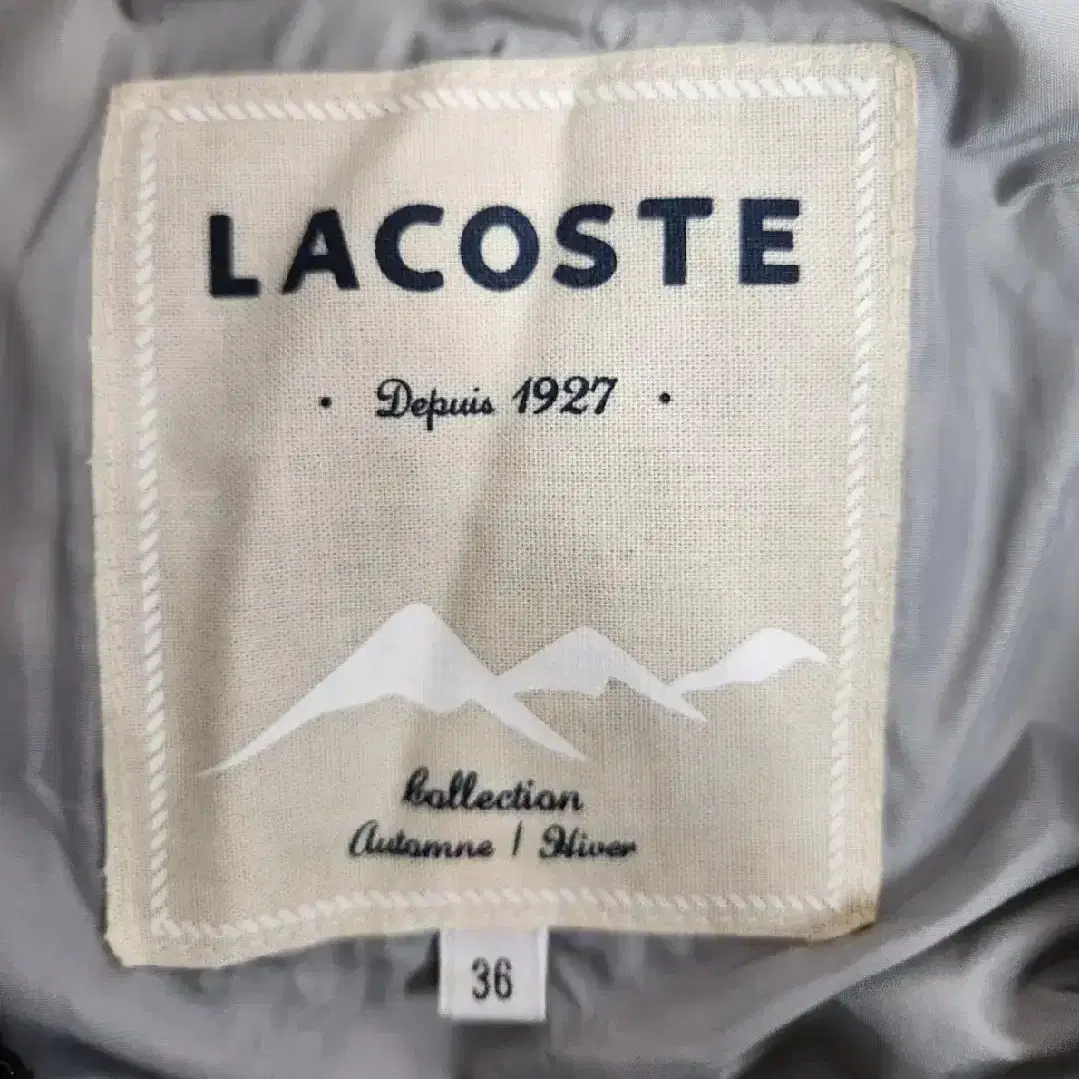 LACOSTE
· Depuis 1927 ·
Collection
Automne / Hiver
36